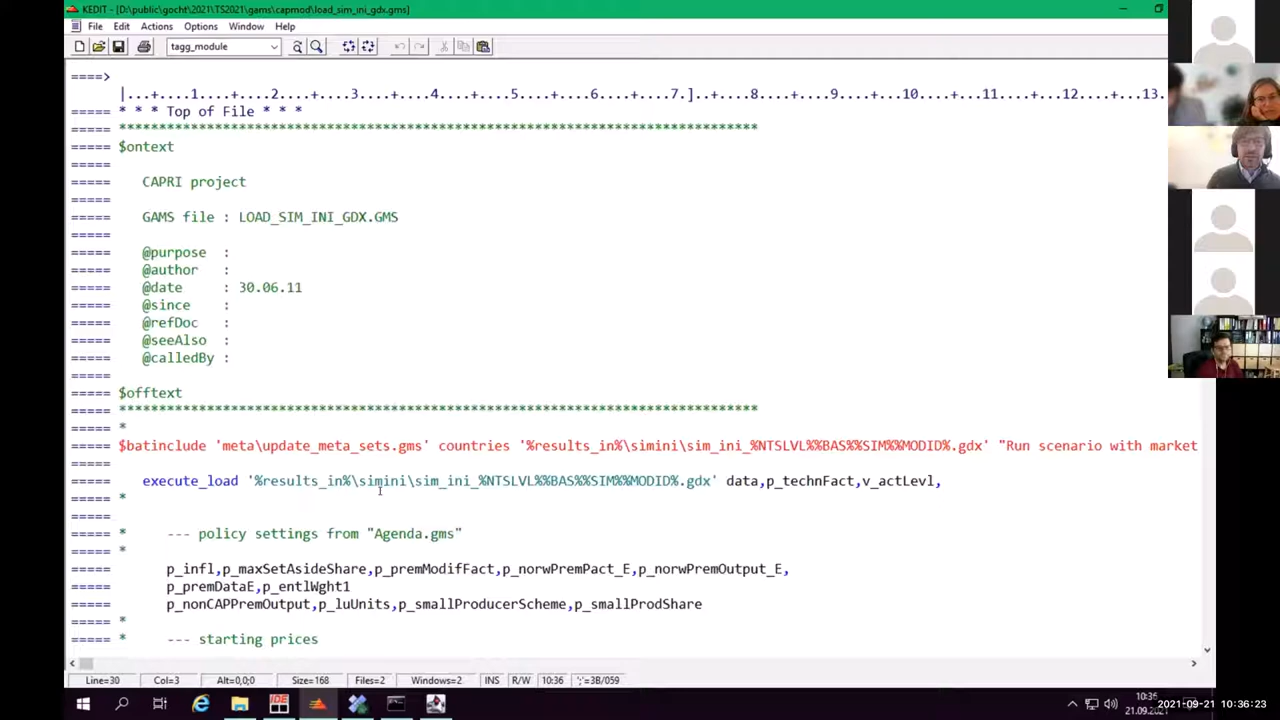 KEDIT - [D:\public\gocht\2021\TS2021\gams\capmod\load_sim_ini_gdx.gms]
File Edit Actions Options Window Help
tagg_module
====>
|...+....1....+....2....+....3....+....4....+....5....+....6....+....7.]..+....8....+....9....+...10....+...11....+...12....+...13.
* * * Top of File * * *
===== *******************************************************************************
===== $ontext
=====
===== CAPRI project
=====
===== GAMS file : LOAD_SIM_INI_GDX.GMS
=====
===== @purpose :
===== @author :
===== @date : 30.06.11
===== @since :
===== @refDoc :
===== @seeAlso :
===== @calledBy :
=====
===== $offtext
===== *******************************************************************************
===== *
===== $batinclude 'meta\update_meta_sets.gms' countries '%results_in%\simini\sim_ini_%NTSLVL%%BAS%%SIM%%MODID%.gdx' "Run scenario with market
=====
===== execute_load '%results_in%\simini\sim_ini_%NTSLVL%%BAS%%SIM%%MODID%.gdx' data,p_technFact,v_actLevl,
===== *
=====
===== * --- policy settings from "Agenda.gms"
===== *
===== p_infl,p_maxSetAsideShare,p_premModifFact,p_norwPremPact_E,p_norwPremOutput_E,
===== p_premDataE,p_entlWght1
===== p_nonCAPPremOutput,p_luUnits,p_smallProducerScheme,p_smallProdShare
===== *
===== * --- starting prices
Line=30 Col=3 Alt=0,0;0 Size=168 Files=2 Windows=2 INS R/W 10:36 ';'=3B/059
IDE
10:36
21.09.2021
2021-09-21 10:36:23